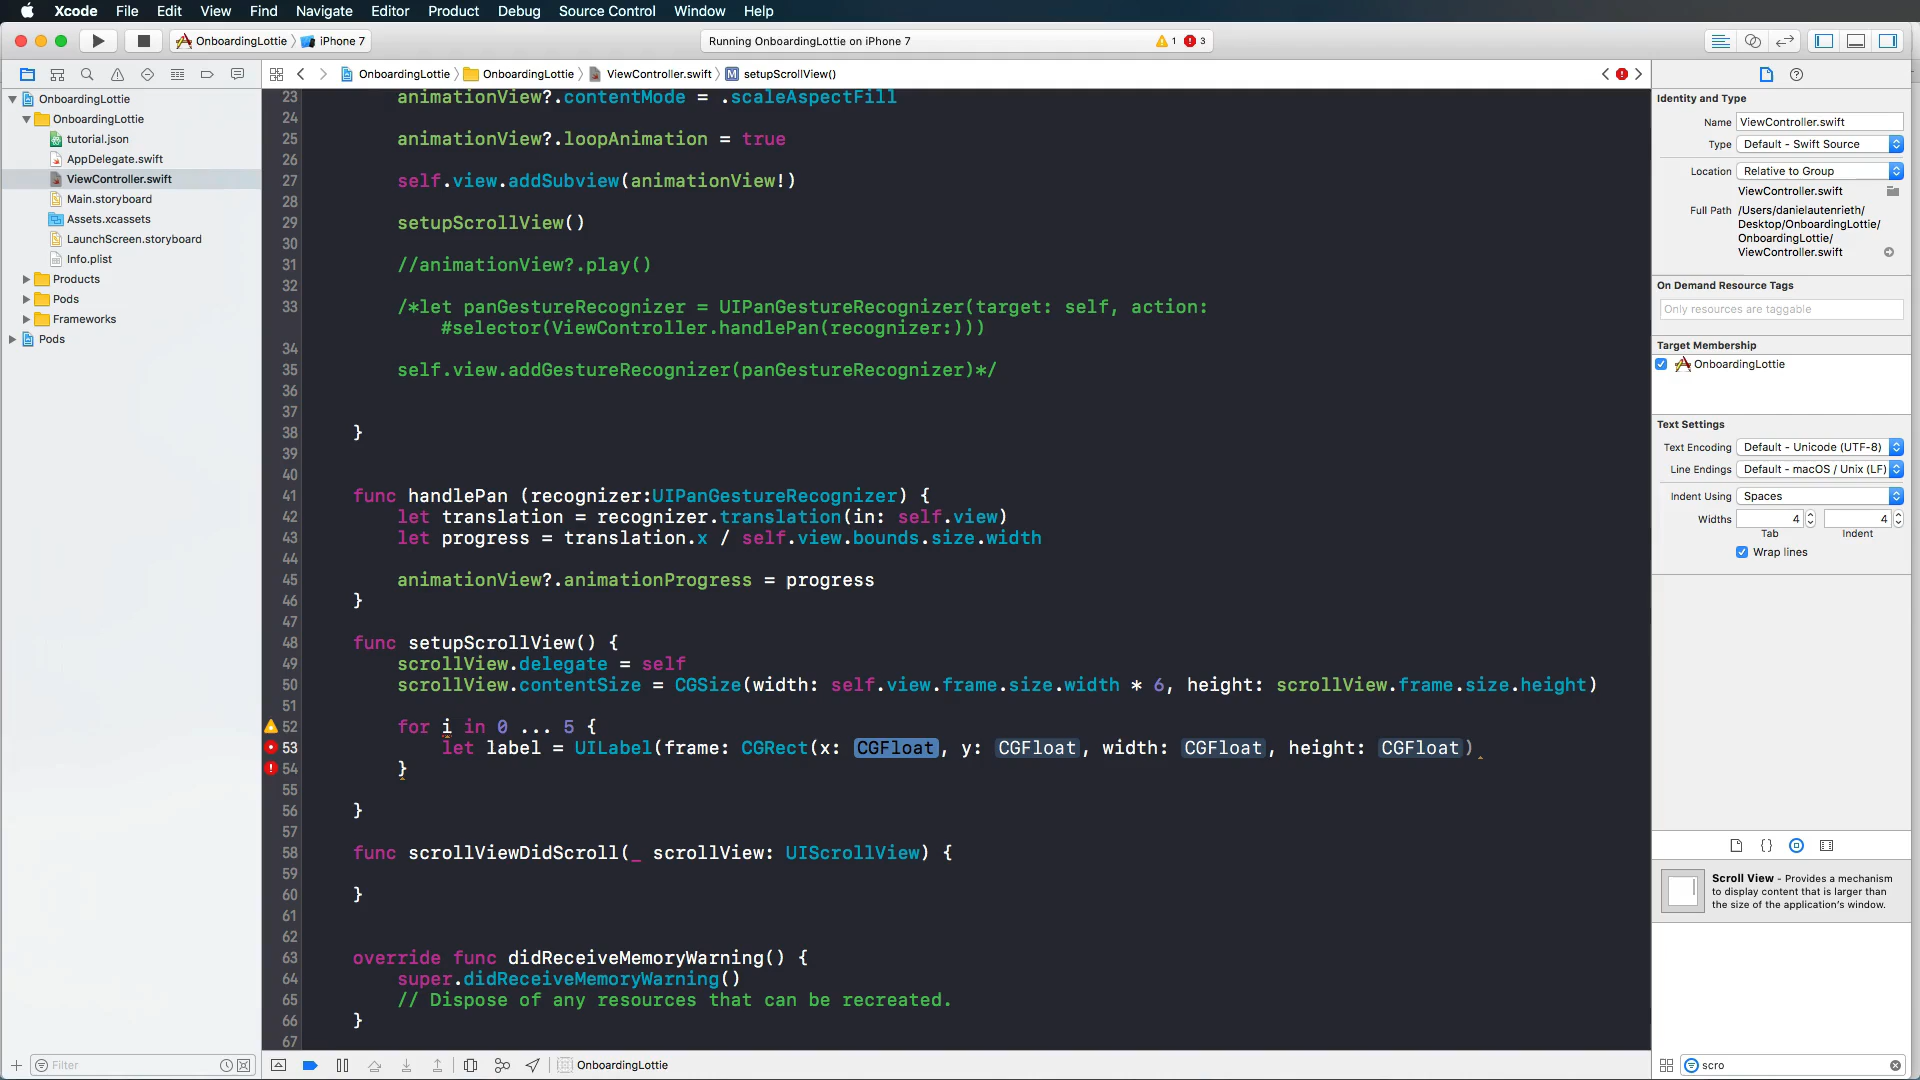 Xcode File Edit View Find Navigate Editor Product Debug Source Control Window Help
OnboardingLottie iPhone 7
Running OnboardingLottie on iPhone 7
1 3
OnboardingLottie OnboardingLottie ViewController.swift M setupScrollView()
OnboardingLottie
OnboardingLottie
tutorial.json
AppDelegate.swift
ViewController.swift
Main.storyboard
Assets.xcassets
LaunchScreen.storyboard
Info.plist
Products
Pods
Frameworks
Pods
Filter
23 animationView?.contentMode = .scaleAspectFill
24
25 animationView?.loopAnimation = true
26
27 self.view.addSubview(animationView!)
28
29 setupScrollView()
30
31 //animationView?.play()
32
33 /*let panGestureRecognizer = UIPanGestureRecognizer(target: self, action:
#selector(ViewController.handlePan(recognizer:)))
34
35 self.view.addGestureRecognizer(panGestureRecognizer)*/
36
37
38 }
39
40
41 func handlePan (recognizer:UIPanGestureRecognizer) {
42 let translation = recognizer.translation(in: self.view)
43 let progress = translation.x / self.view.bounds.size.width
44
45 animationView?.animationProgress = progress
46 }
47
48 func setupScrollView() {
49 scrollView.delegate = self
50 scrollView.contentSize = CGSize(width: self.view.frame.size.width * 6, height: scrollView.frame.size.height)
51
52 for i in 0 ... 5 {
53 let label = UILabel(frame: CGRect(x: CGFloat, y: CGFloat, width: CGFloat, height: CGFloat)
54 }
55
56 }
57
58 func scrollViewDidScroll(_ scrollView: UIScrollView) {
59
60 }
61
62
63 override func didReceiveMemoryWarning() {
64 super.didReceiveMemoryWarning()
65 // Dispose of any resources that can be recreated.
66 }
67
OnboardingLottie
Identity and Type
Name ViewController.swift
Type Default - Swift Source
Location Relative to Group
ViewController.swift
Full Path /Users/danielautenrieth/
Desktop/OnboardingLottie/
OnboardingLottie/
ViewController.swift
On Demand Resource Tags
Only resources are taggable
Target Membership
OnboardingLottie
Text Settings
Text Encoding Default - Unicode (UTF-8)
Line Endings Default - macOS / Unix (LF)
Indent Using Spaces
Widths 4 4
Tab Indent
Wrap lines
Scroll View - Provides a mechanism
to display content that is larger than
the size of the application's window.
scro